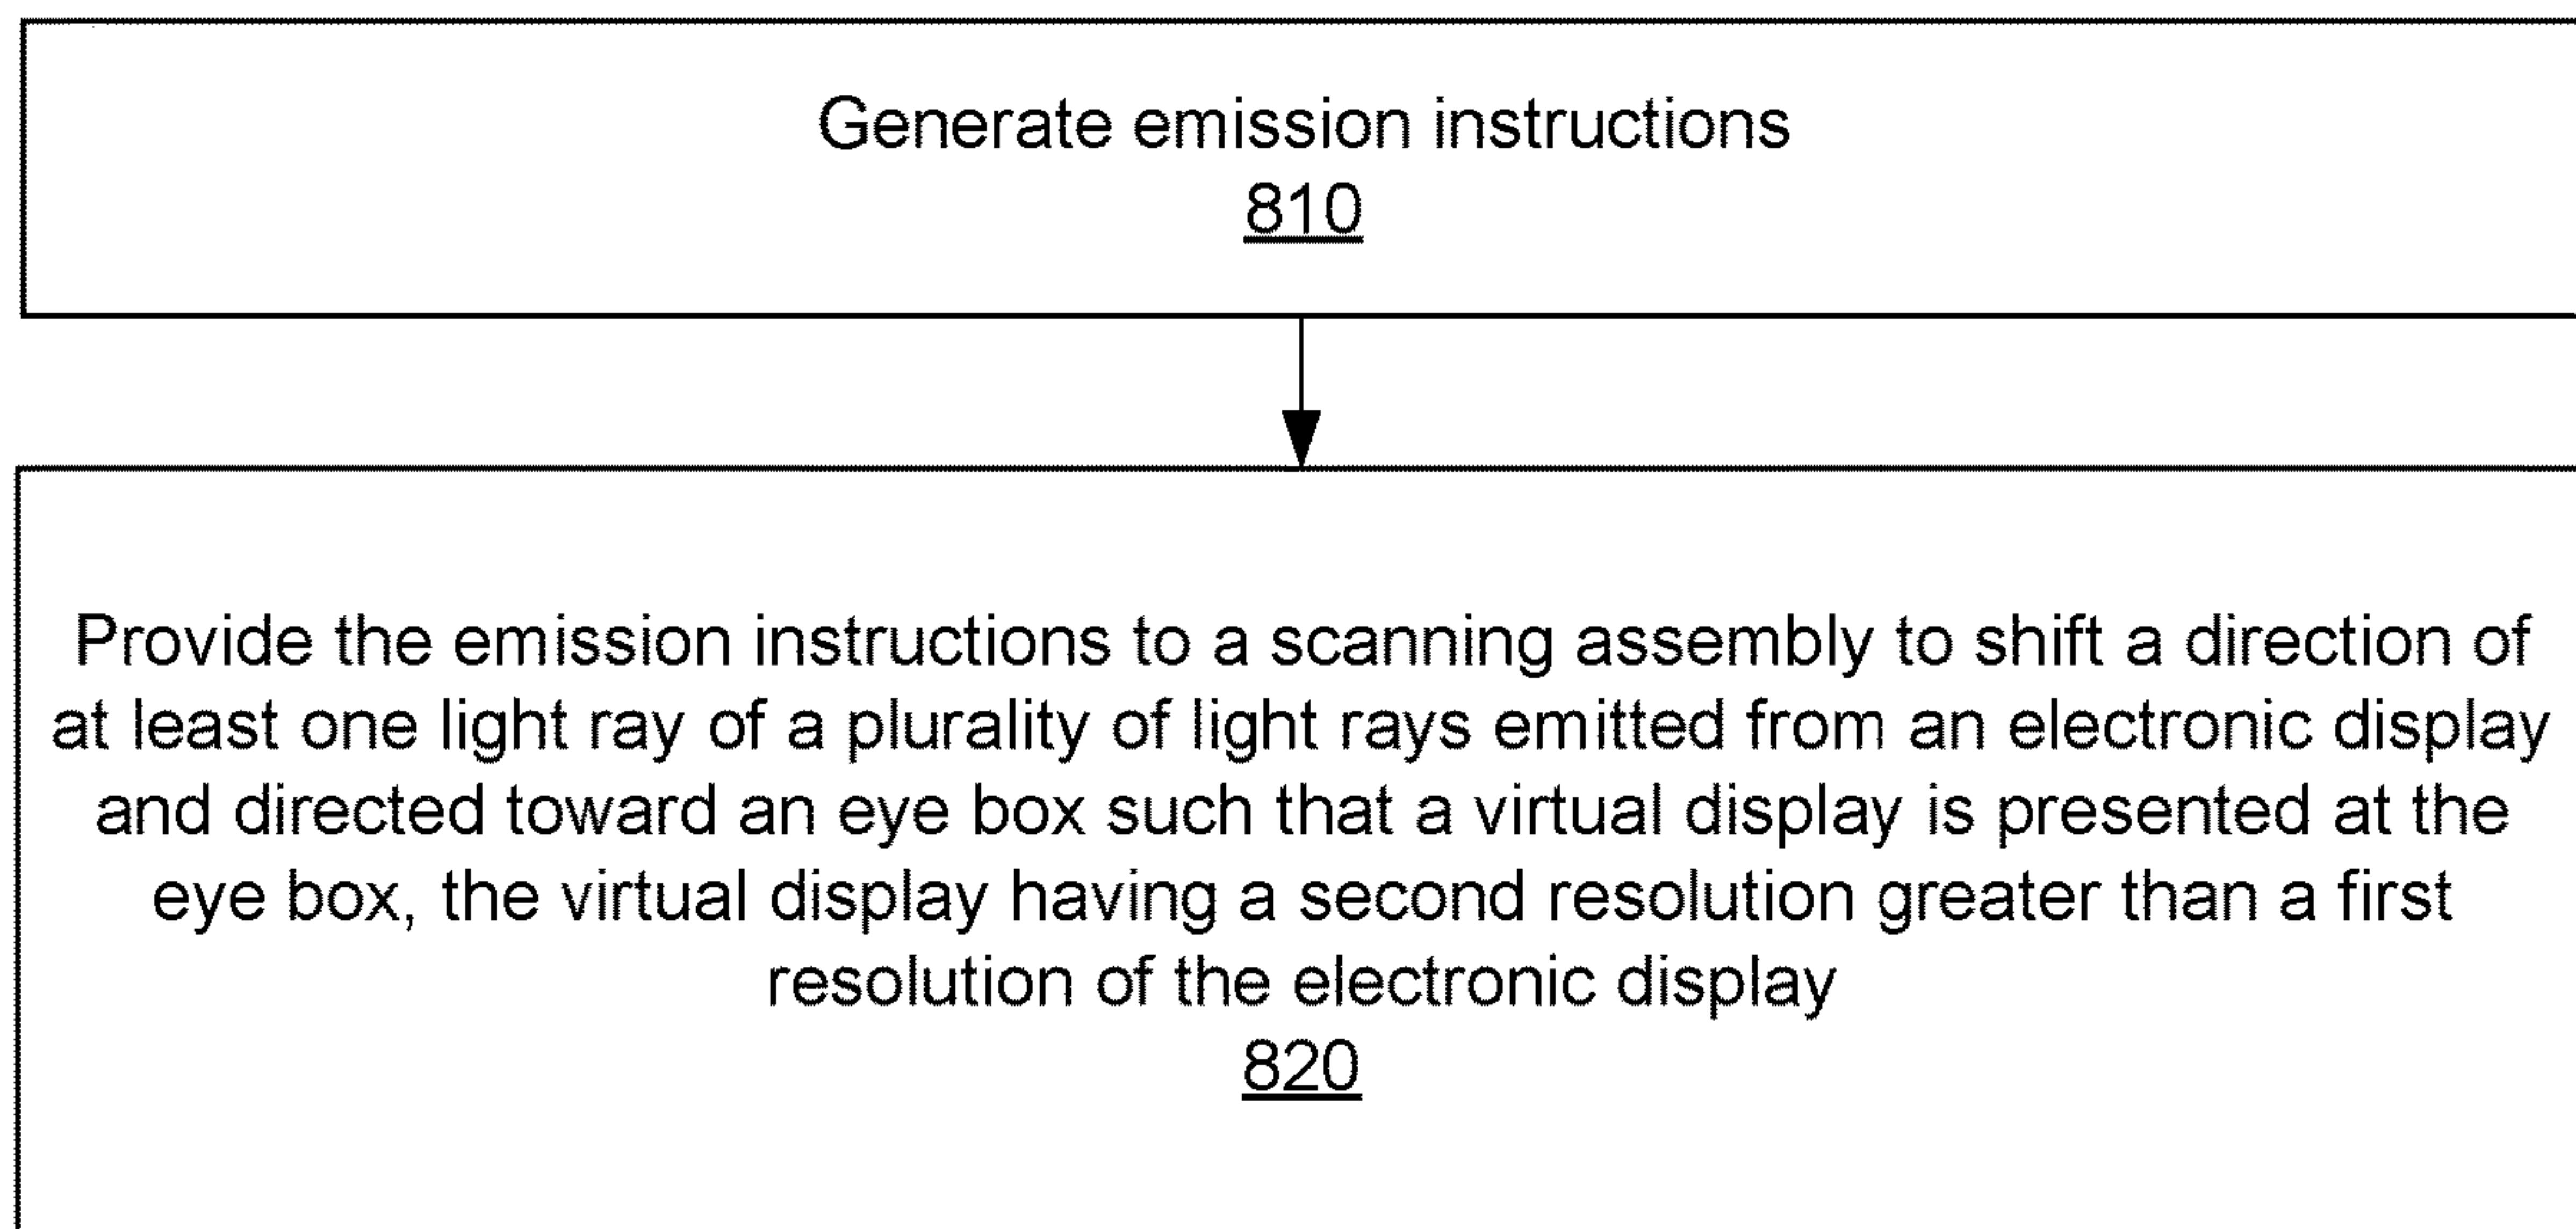 Generate emission instructions
810
Provide the emission instructions to a scanning assembly to shift a direction of
at least one light ray of a plurality of light rays emitted from an electronic display
and directed toward an eye box such that a virtual display is presented at the
eye box, the virtual display having a second resolution greater than a first
resolution of the electronic display
820